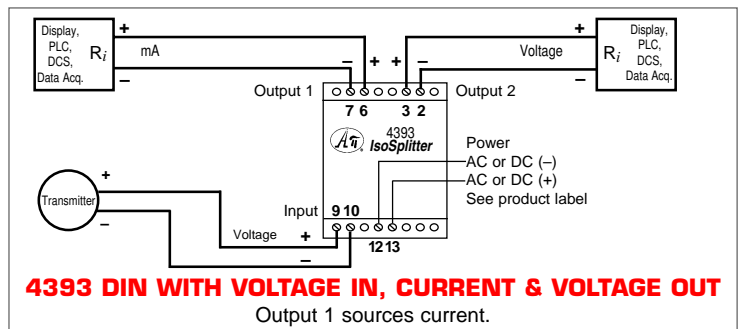 Display,
PLC,
DCS,
Data Acq.
Ri
+
mA
–
– + + –
+
Voltage
–
Ri
Display,
PLC,
DCS,
Data Acq.
Output 1
7 6 3 2
Output 2
Aπ
4393
IsoSplitter
Power
AC or DC (–)
AC or DC (+)
See product label
Transmitter
+
–
Input 9 10
Voltage +
–
12 13
4393 DIN WITH VOLTAGE IN, CURRENT & VOLTAGE OUT
Output 1 sources current.